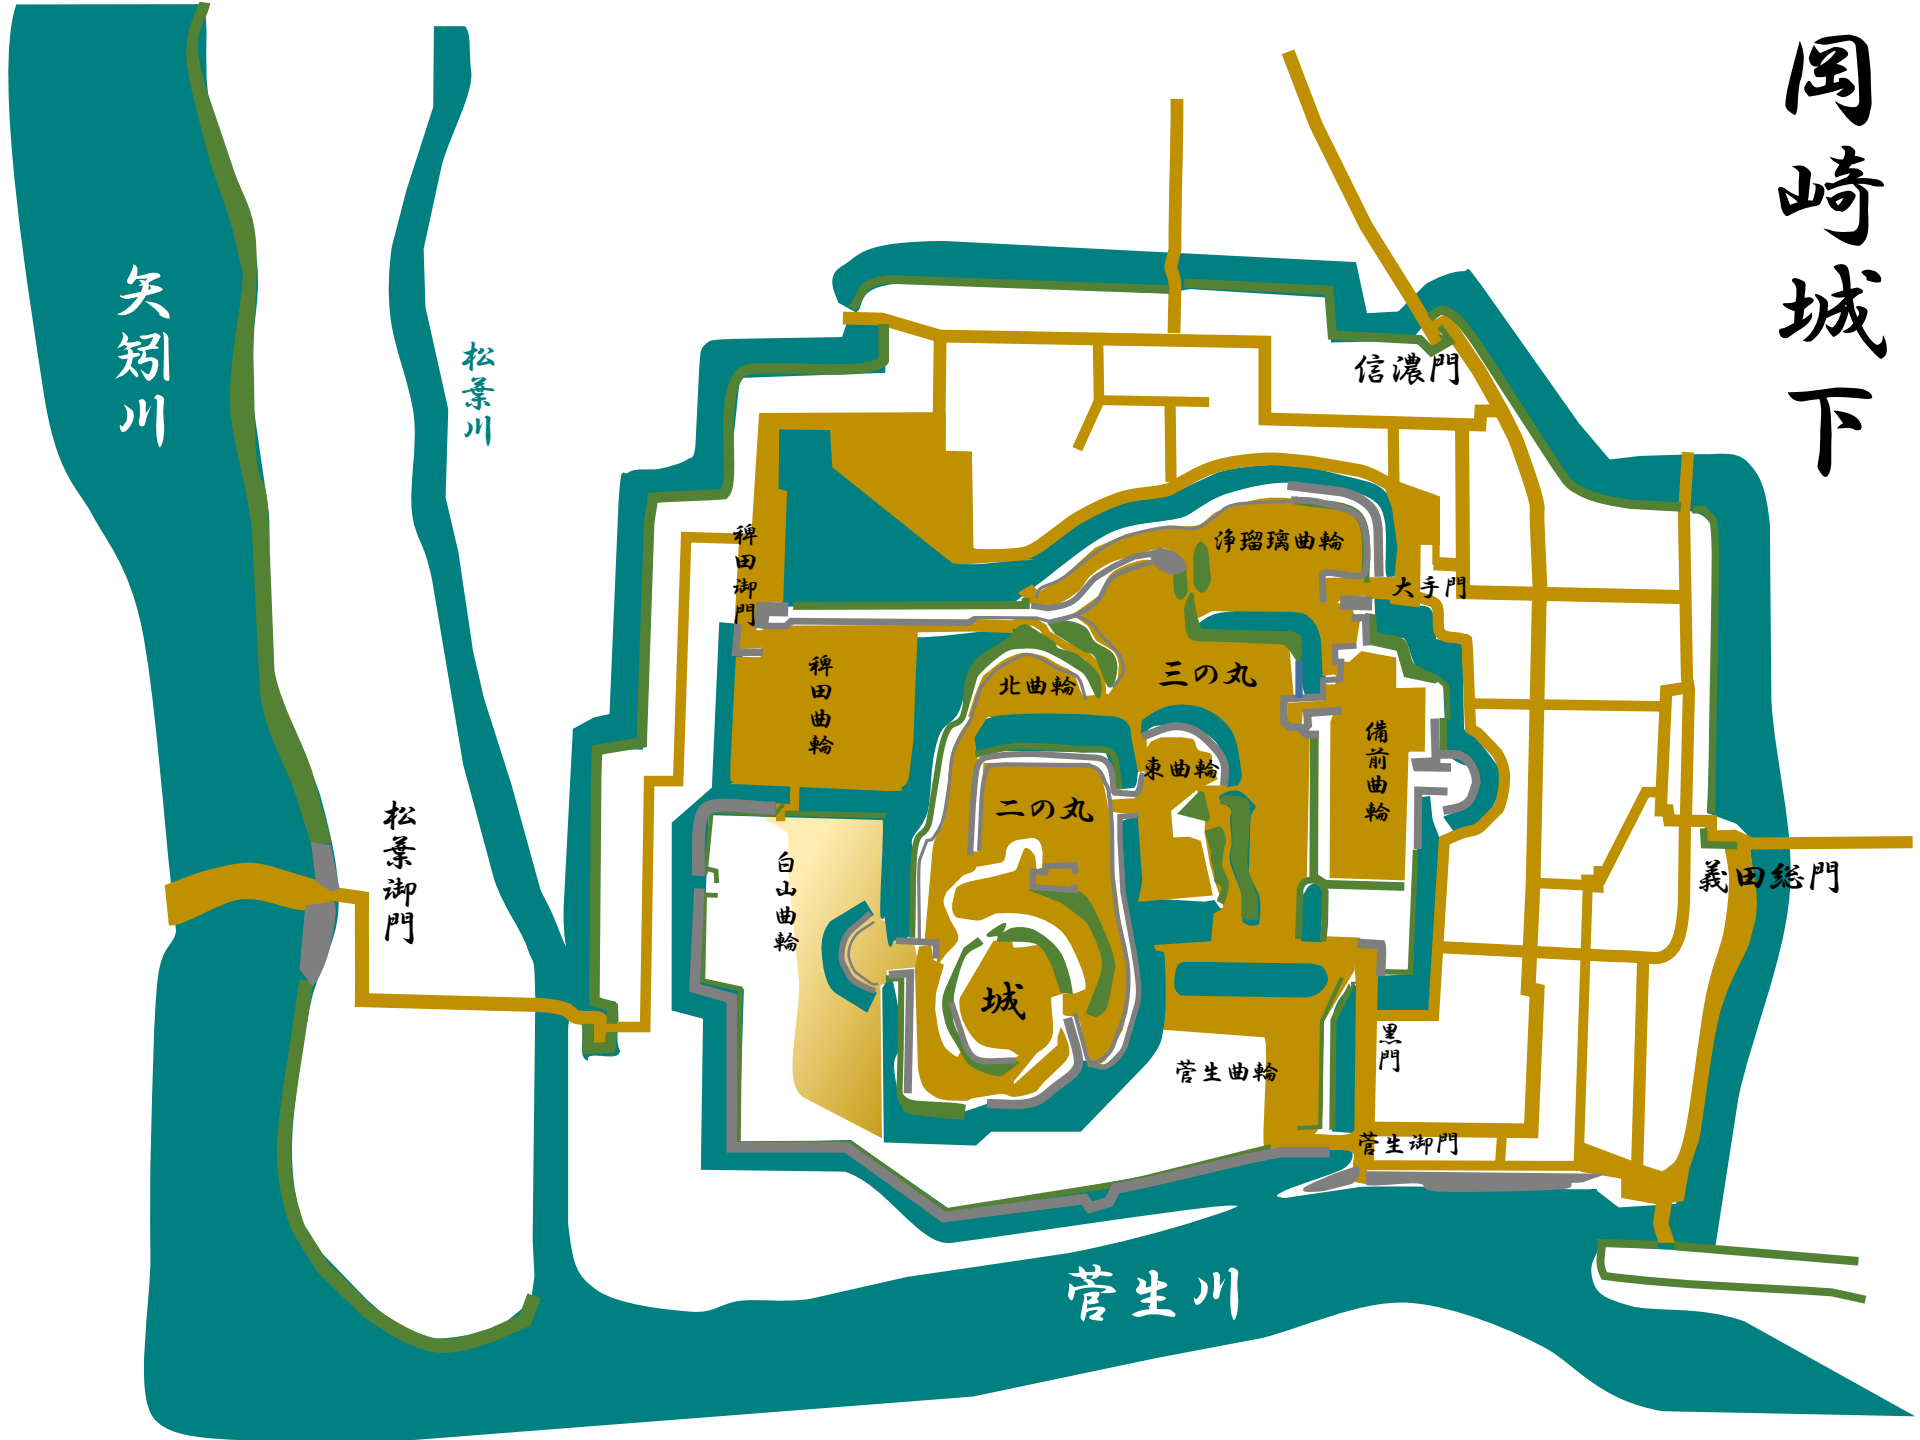 岡崎城下
矢矧川
松葉川
信濃門
稗田御門
浄瑠璃曲輪
大手門
稗田曲輪
北曲輪
三の丸
備前曲輪
東曲輪
二の丸
松葉御門
白山曲輪
義田総門
城
黒門
菅生曲輪
菅生御門
菅生川